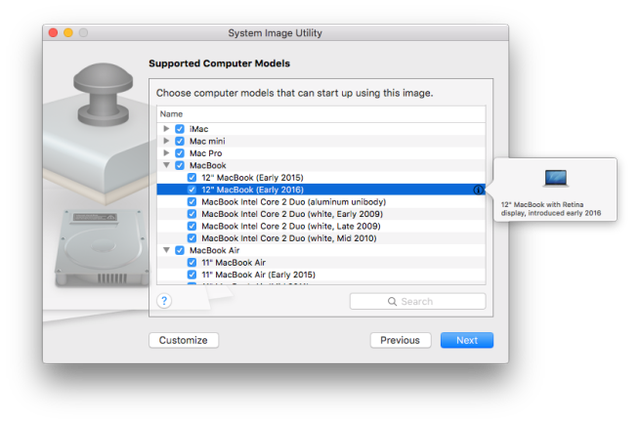 System Image Utility
Supported Computer Models
Choose computer models that can start up using this image.
Name
iMac
Mac mini
Mac Pro
MacBook
12" MacBook (Early 2015)
12" MacBook (Early 2016)
MacBook Intel Core 2 Duo (aluminum unibody)
MacBook Intel Core 2 Duo (white, Early 2009)
MacBook Intel Core 2 Duo (white, Late 2009)
MacBook Intel Core 2 Duo (white, Mid 2010)
MacBook Air
11" MacBook Air
11" MacBook Air (Early 2015)
12" MacBook with Retina
display, introduced early 2016
?
Search
Customize
Previous
Next